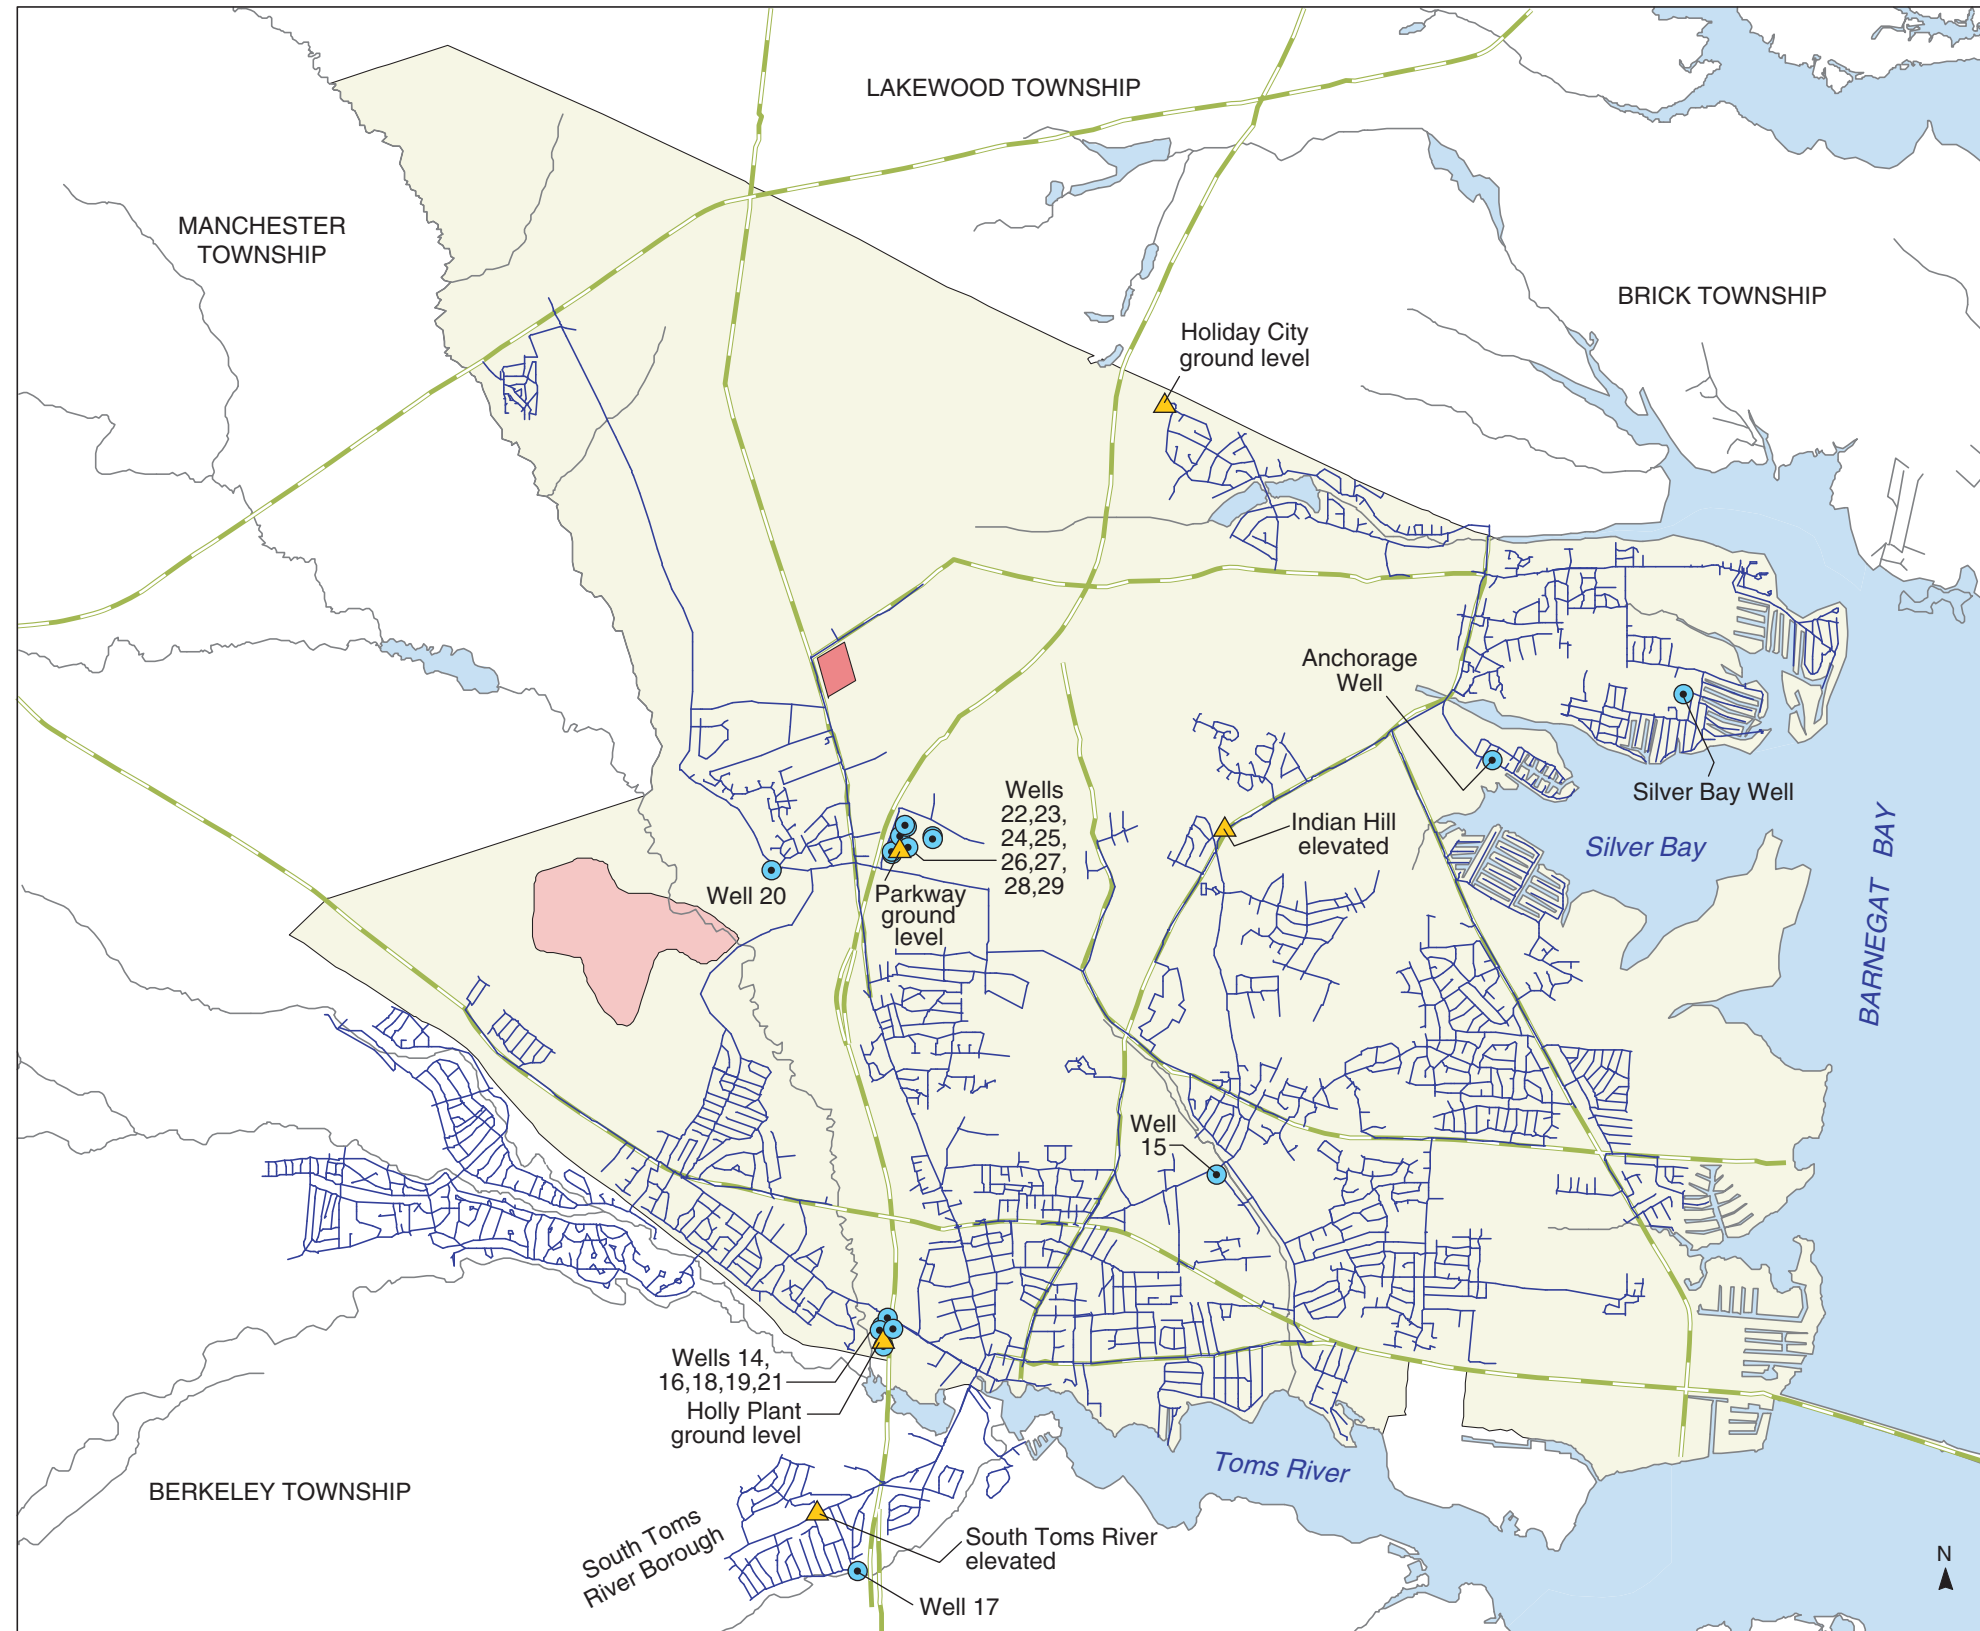 LAKEWOOD TOWNSHIP
MANCHESTER
TOWNSHIP
BRICK TOWNSHIP
Holiday City
ground level
Anchorage
Well
Silver Bay Well
Wells
22,23,
24,25,
26,27,
28,29
Indian Hill
elevated
Silver Bay
BARNEGAT BAY
Well 20
Parkway
ground
level
Well
15
Wells 14,
16,18,19,21
Holly Plant
ground level
Toms River
BERKELEY TOWNSHIP
South Toms
River Borough
South Toms River
elevated
Well 17
N